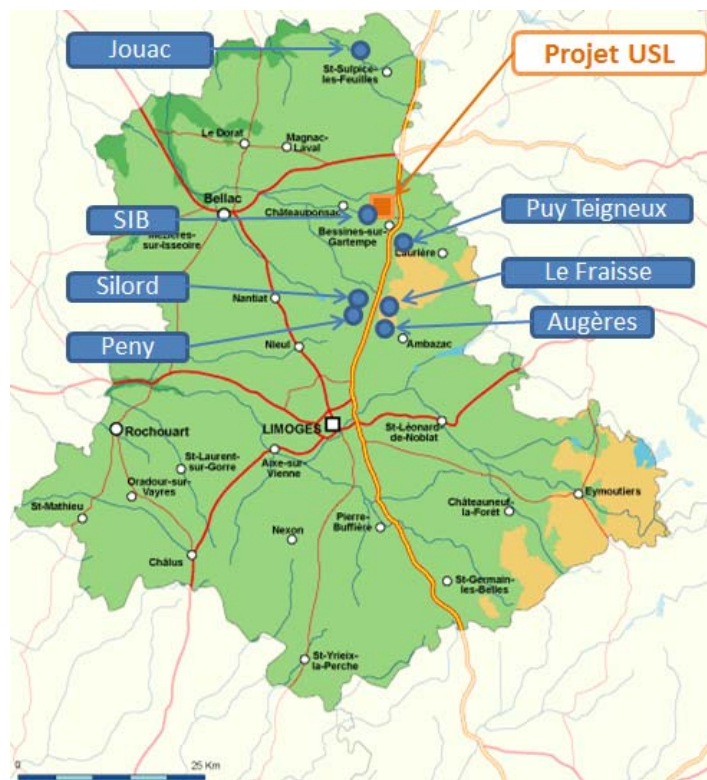 Jouac
Projet USL
St-Sulpice-
les-Feuilles
Le Dorat
Magnac-
Laval
Bellac
Châteauponsac
Puy Teigneux
SIB
Bessines-sur-
Gartempe
Mézières-
sur-Issoire
Laurière
Silord
Le Fraisse
Nantiat
Peny
Augères
Nieul
Ambazac
LIMOGES
St-Léonard
de-Noblat
Rochouart
St-Laurent-
sur-Gorre
Aixe-sur-
Vienne
Oradour-sur-
Vayres
Eymoutiers
St-Mathieu
Châteauneuf-
la-Forêt
Pierre-
Buffière
Nexon
Châlus
St-Germain-
les-Belles
St-Yrieix-
la-Perche
0
25 Km